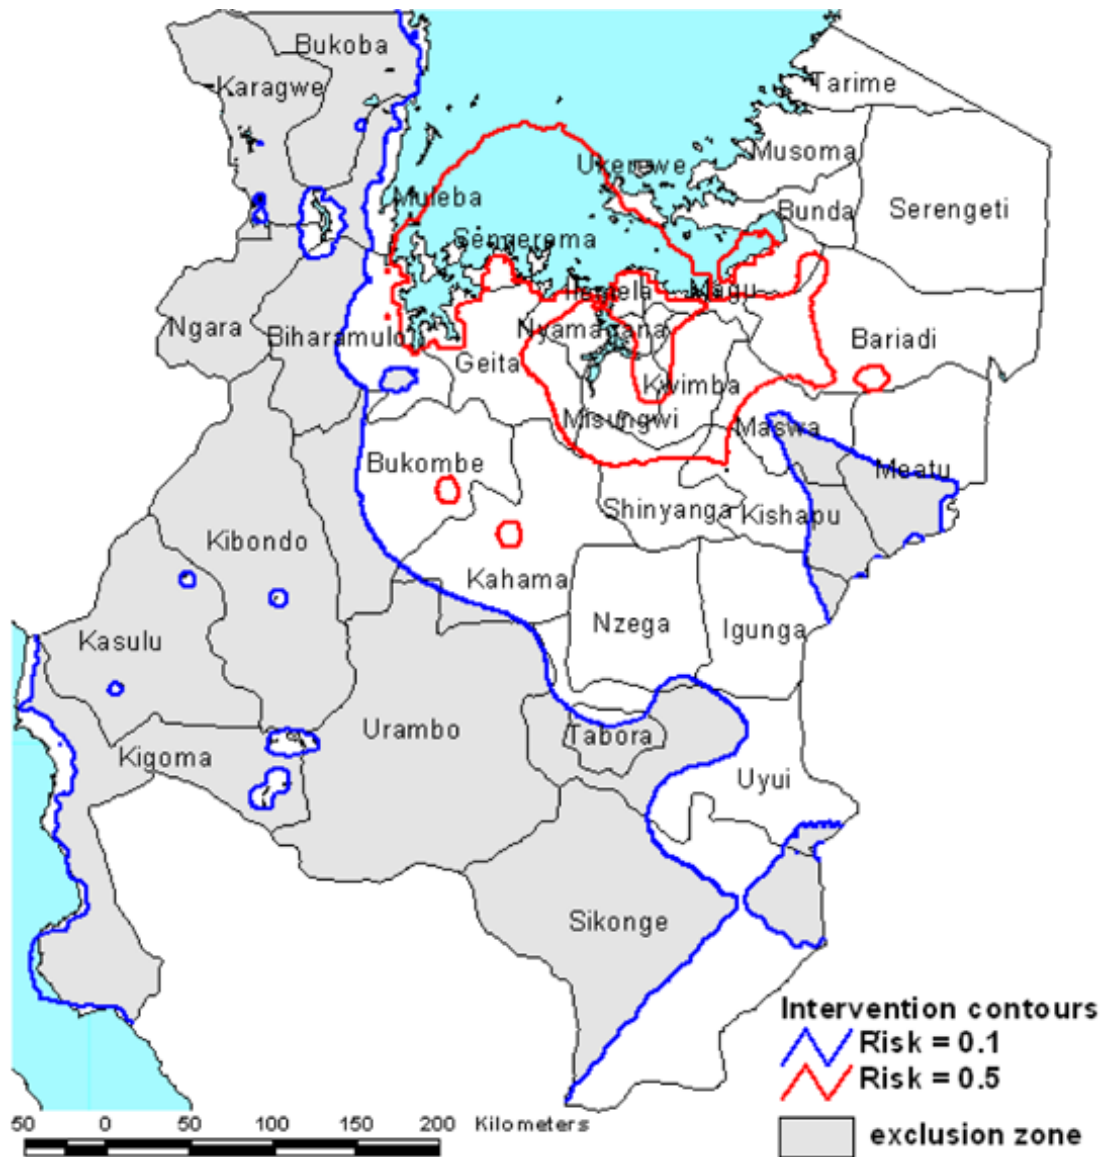 Bukoba
Karagwe
Tarime
Musoma
Ukerewe
Muleba
Bunda
Serengeti
Sengerema
Ilemela
Magu
Ngara
Biharamulo
Nyamagana
Bariadi
Geita
Kwimba
Misungwi
Maswa
Bukombe
Meatu
Shinyanga
Kishapu
Kibondo
Kahama
Nzega
Igunga
Kasulu
Urambo
Tabora
Kigoma
Uyui
Sikonge
Intervention contours
Risk = 0.1
Risk = 0.5
exclusion zone
50 0 50 100 150 200 Kilometers